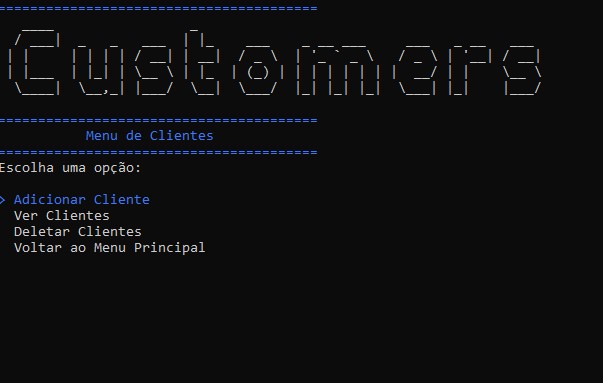 Customers
Menu de Clientes
Escolha uma opção:
> Adicionar Cliente
Ver Clientes
Deletar Clientes
Voltar ao Menu Principal